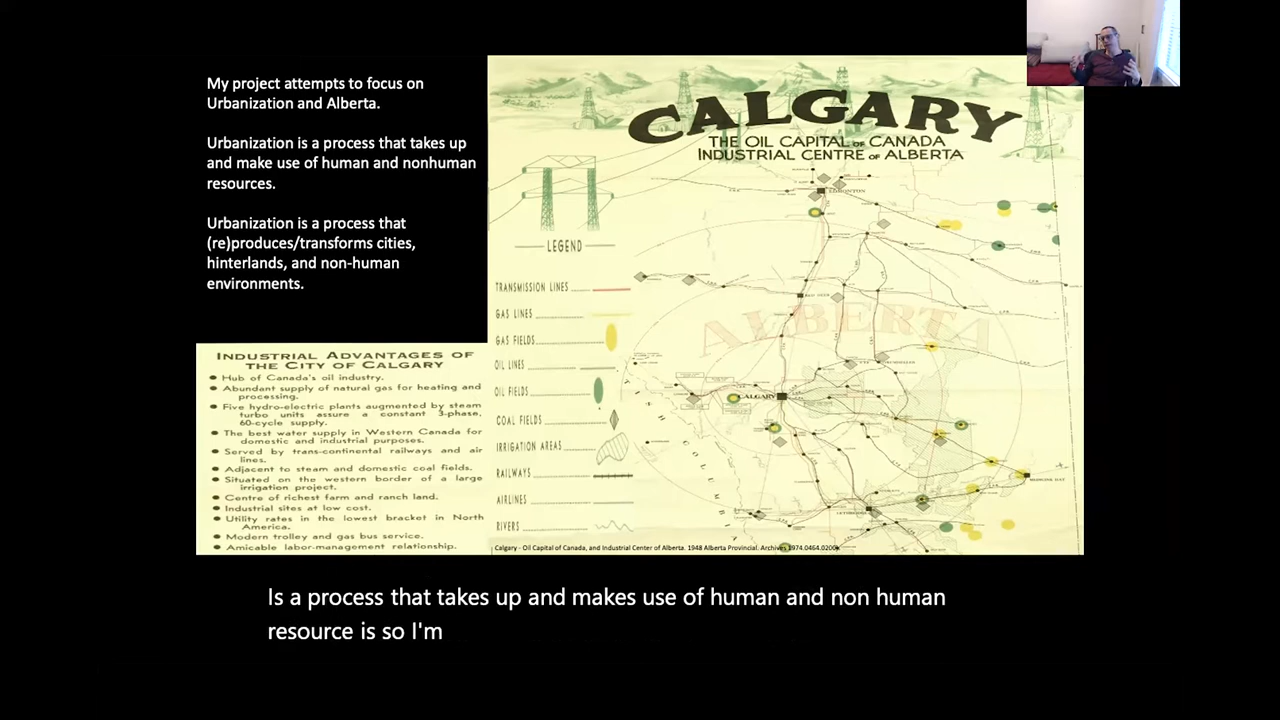 My project attempts to focus on
Urbanization and Alberta.
Urbanization is a process that takes up
and make use of human and nonhuman
resources.
Urbanization is a process that
(re)produces/transforms cities,
hinterlands, and non-human
environments.
CALGARY
THE OIL CAPITAL OF CANADA
INDUSTRIAL CENTRE OF ALBERTA
LEGEND
TRANSMISSION LINES
GAS LINES
GAS FIELDS
OIL LINES
OIL FIELDS
COAL FIELDS
IRRIGATION AREAS
RAILWAYS
AIRLINES
RIVERS
EDMONTON
RED DEER
ALBERTA
CALGARY
LETHBRIDGE
MEDICINE HAT
INDUSTRIAL ADVANTAGES OF
THE CITY OF CALGARY
Hub of Canada's oil industry.
Abundant supply of natural gas for heating and
processing.
Five hydro-electric plants augmented by steam
turbo units assure a constant 3-phase,
60-cycle supply.
The best water supply in Western Canada for
domestic and industrial purposes.
Served by trans-continental railways and air
lines.
Adjacent to steam and domestic coal fields.
Situated on the western border of a large
irrigation project.
Centre of richest farm and ranch land.
Industrial sites at low cost.
Utility rates in the lowest bracket in North
America.
Modern trolley and gas bus service.
Amicable labor-management relationship.
Calgary - Oil Capital of Canada, and Industrial Center of Alberta. 1948 Alberta Provincial. Archives 1974.0464.0200
Is a process that takes up and makes use of human and non human
resource is so I'm